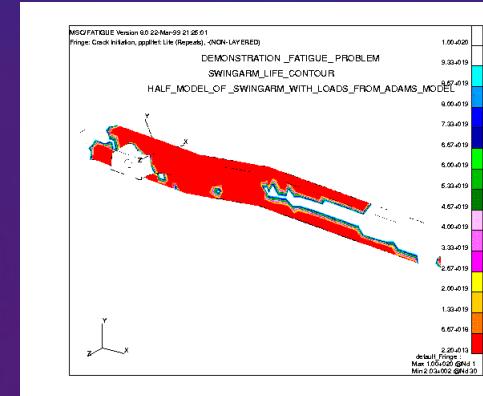 MSC/FATIGUE Version 8.0 22-Mar-99 21:25:01
Fringe: Crack Initiation, ppplifet: Life (Repeats), -(NON-LAYERED)
DEMONSTRATION _FATIGUE_ PROBLEM
SWINGARM_LIFE_CONTOUR
HALF_MODEL_OF _SWINGARM_WITH_LOADS_FROM_ADAMS_MODEL
1.00+020
9.33+019
8.67+019
8.00+019
7.33+019
6.67+019
6.00+019
5.33+019
4.67+019
4.00+019
3.33+019
2.67+019
2.00+019
1.33+019
6.67+018
2.20+013
Y
X
Z
Y
X
Z
default_Fringe :
Max 1.00+020 @Nd 1
Min 2.03+002 @Nd 30